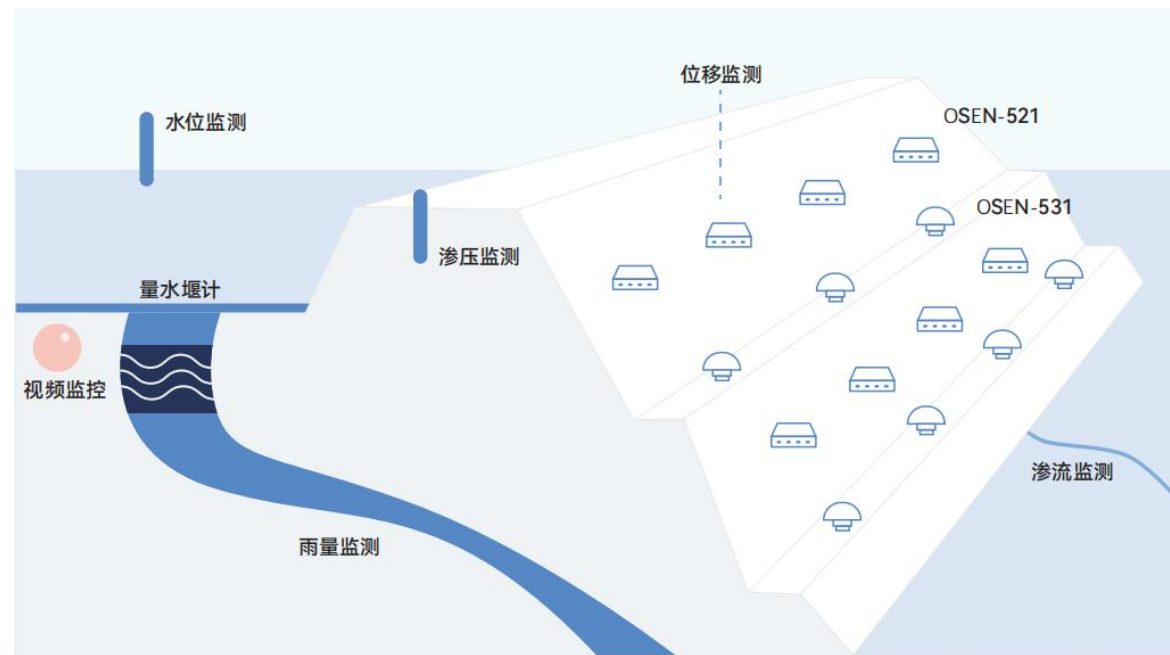 位移监测
OSEN-521
水位监测
OSEN-531
渗压监测
量水堰计
视频监控
渗流监测
雨量监测